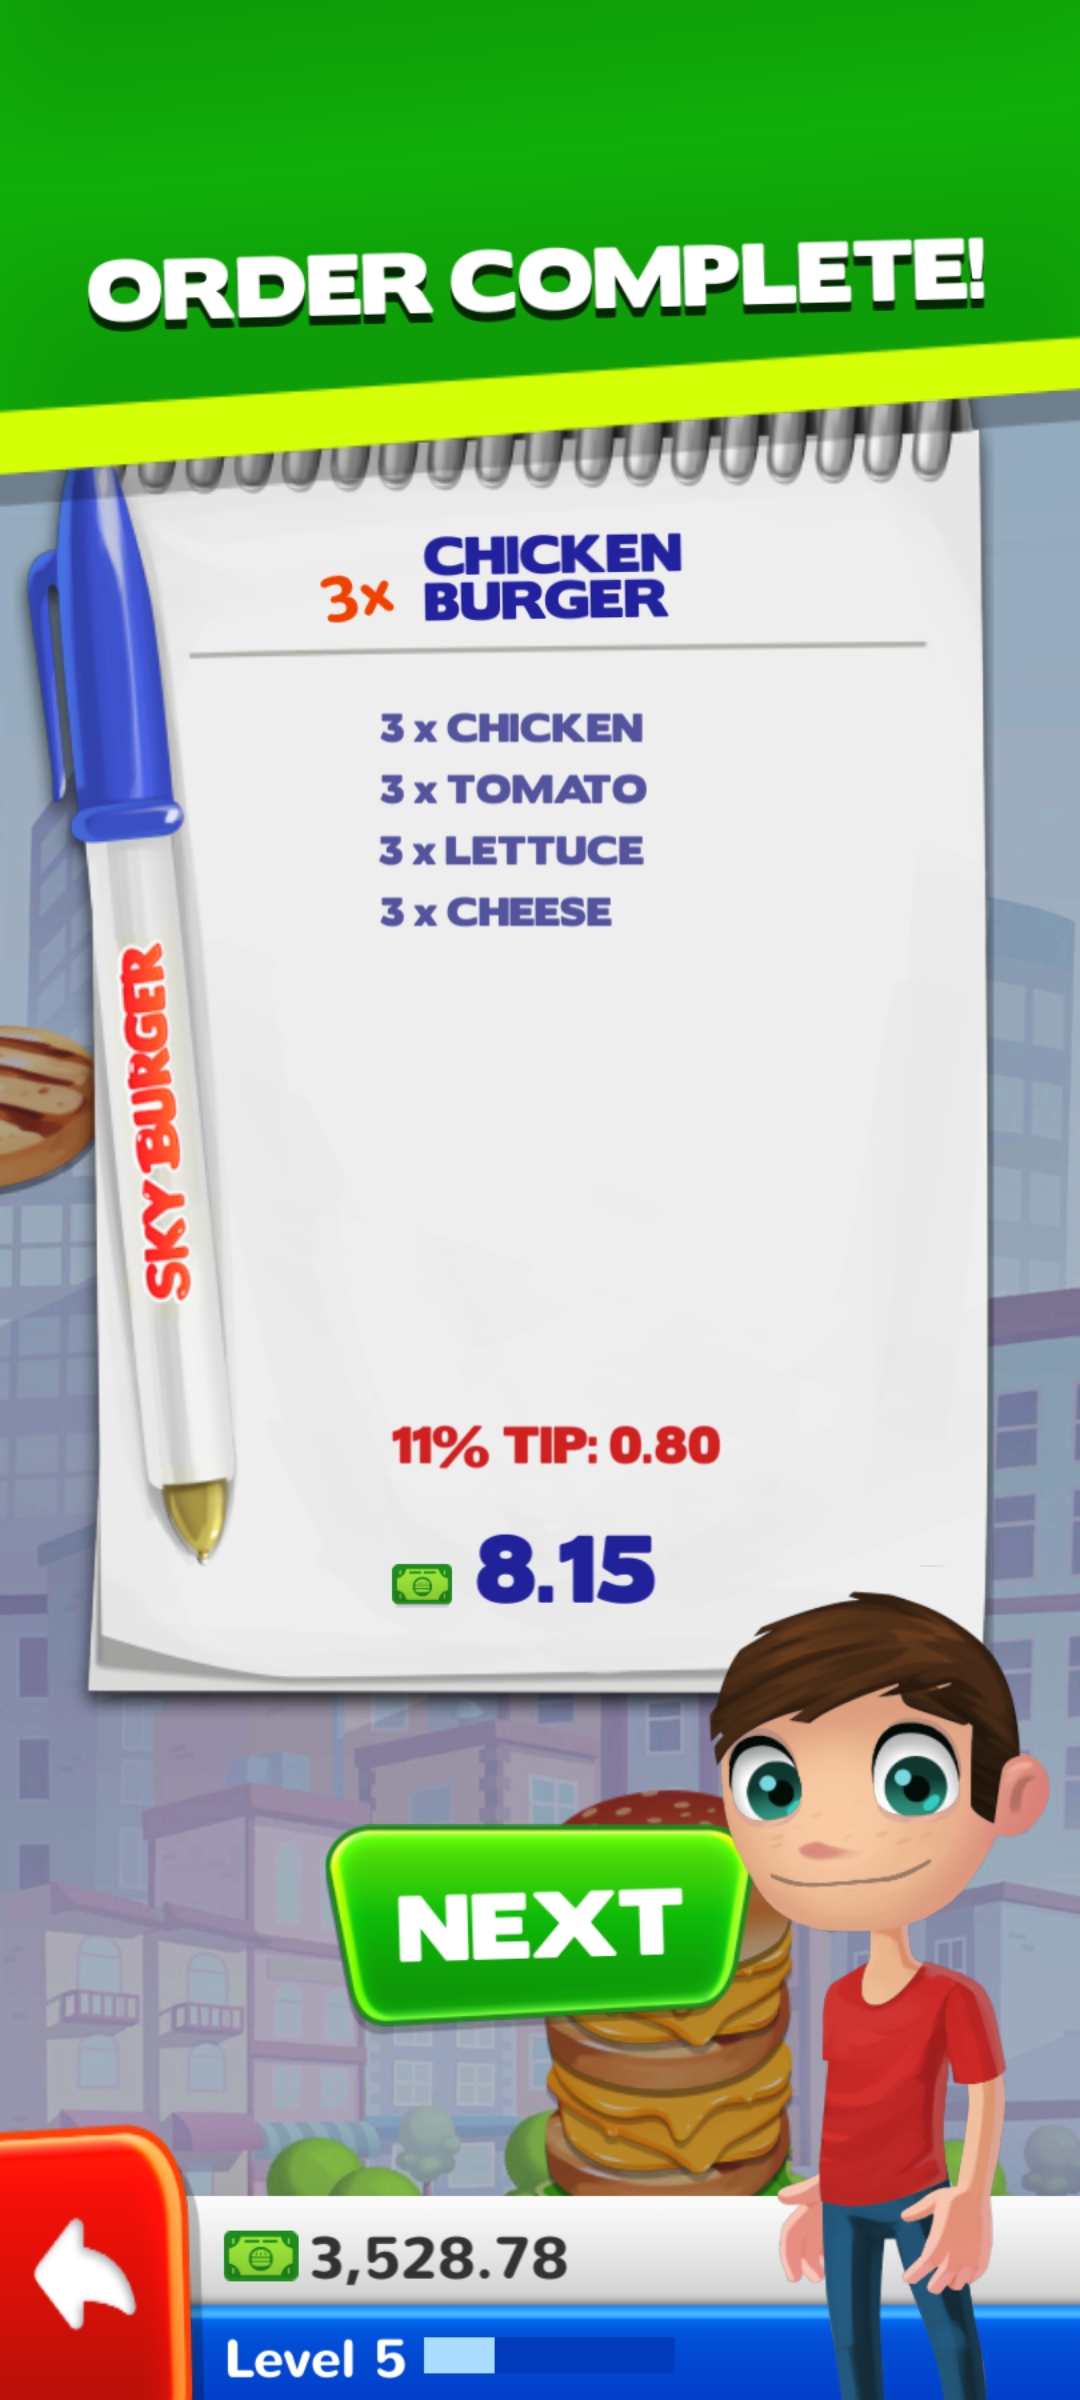 ORDER COMPLETE!
3x CHICKEN
BURGER
3 x CHICKEN
3 x TOMATO
3 x LETTUCE
3 x CHEESE
SKY BURGER
11% TIP: 0.80
8.15
NEXT
3,528.78
Level 5